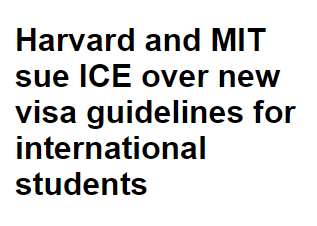 Harvard and MIT
sue ICE over new
visa guidelines for
international
students